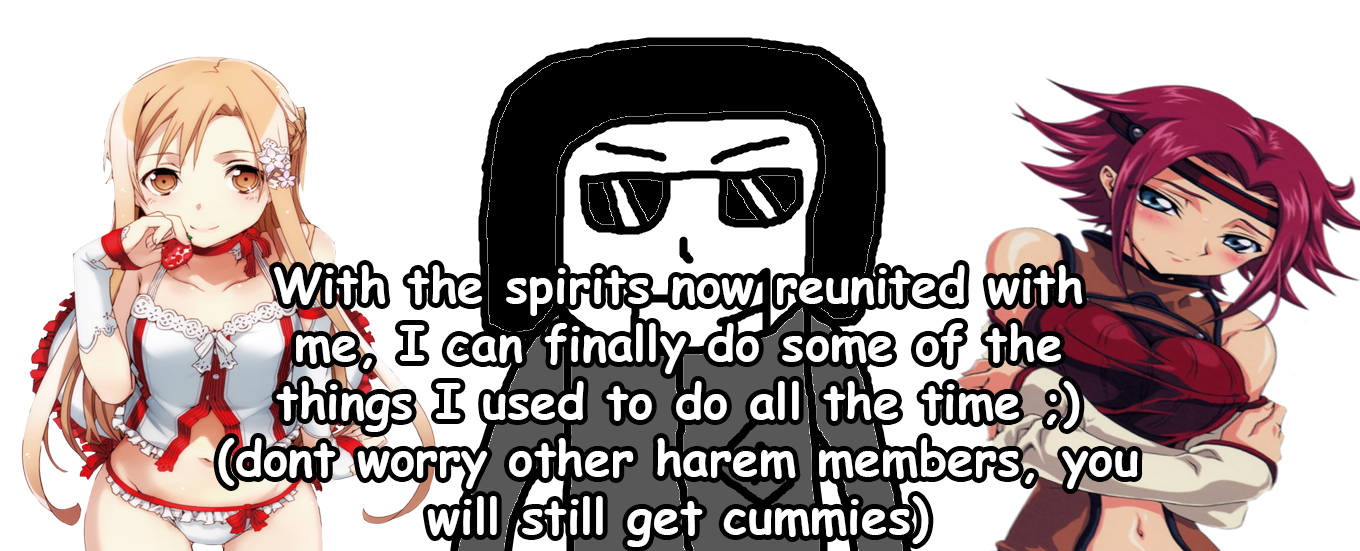 With the spirits now reunited with
me, I can finally do some of the
things I used to do all the time ;)
(dont worry other harem members, you
will still get cummies)